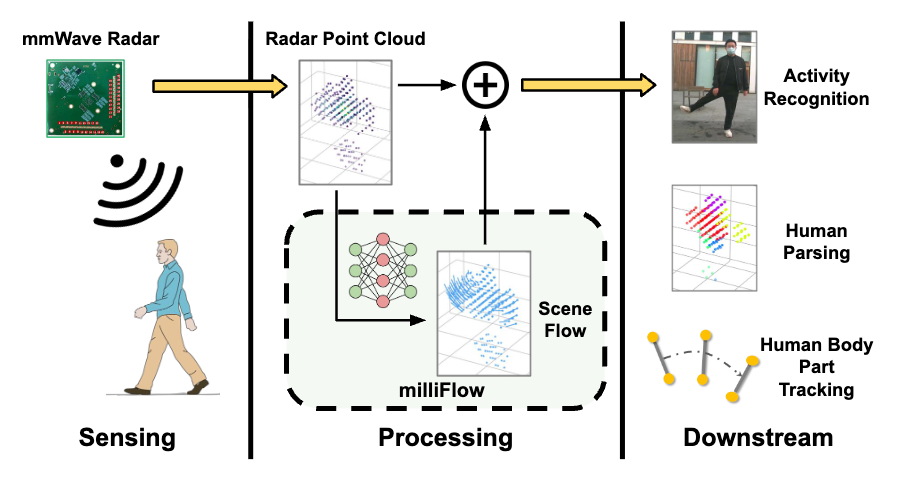 mmWave Radar
Radar Point Cloud
Activity
Recognition
Human
Parsing
Scene
Flow
milliFlow
Human Body
Part
Tracking
Sensing
Processing
Downstream